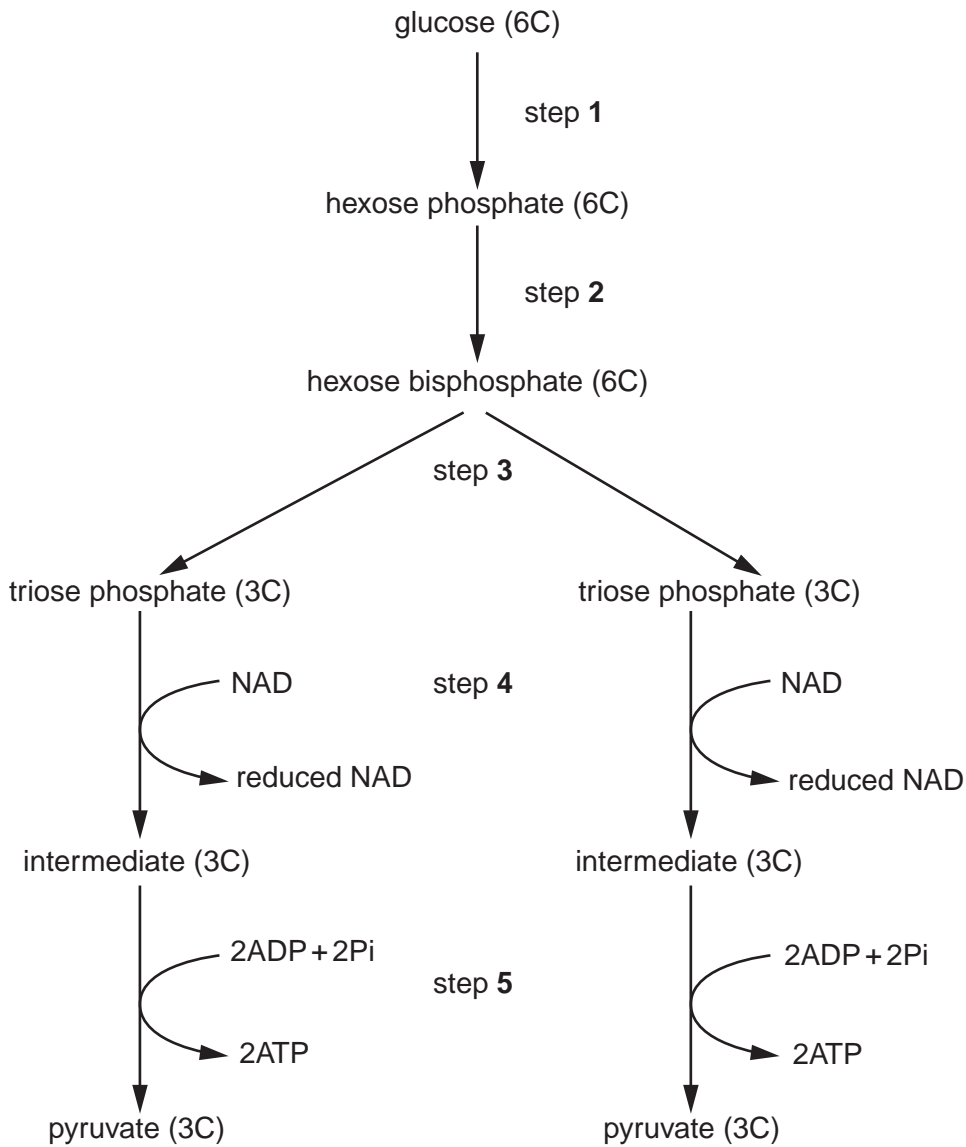 glucose (6C)
step 1
hexose phosphate (6C)
step 2
hexose bisphosphate (6C)
step 3
triose phosphate (3C) triose phosphate (3C)
NAD step 4 NAD
reduced NAD reduced NAD
intermediate (3C) intermediate (3C)
2ADP + 2Pi 2ADP + 2Pi
step 5
2ATP 2ATP
pyruvate (3C) pyruvate (3C)